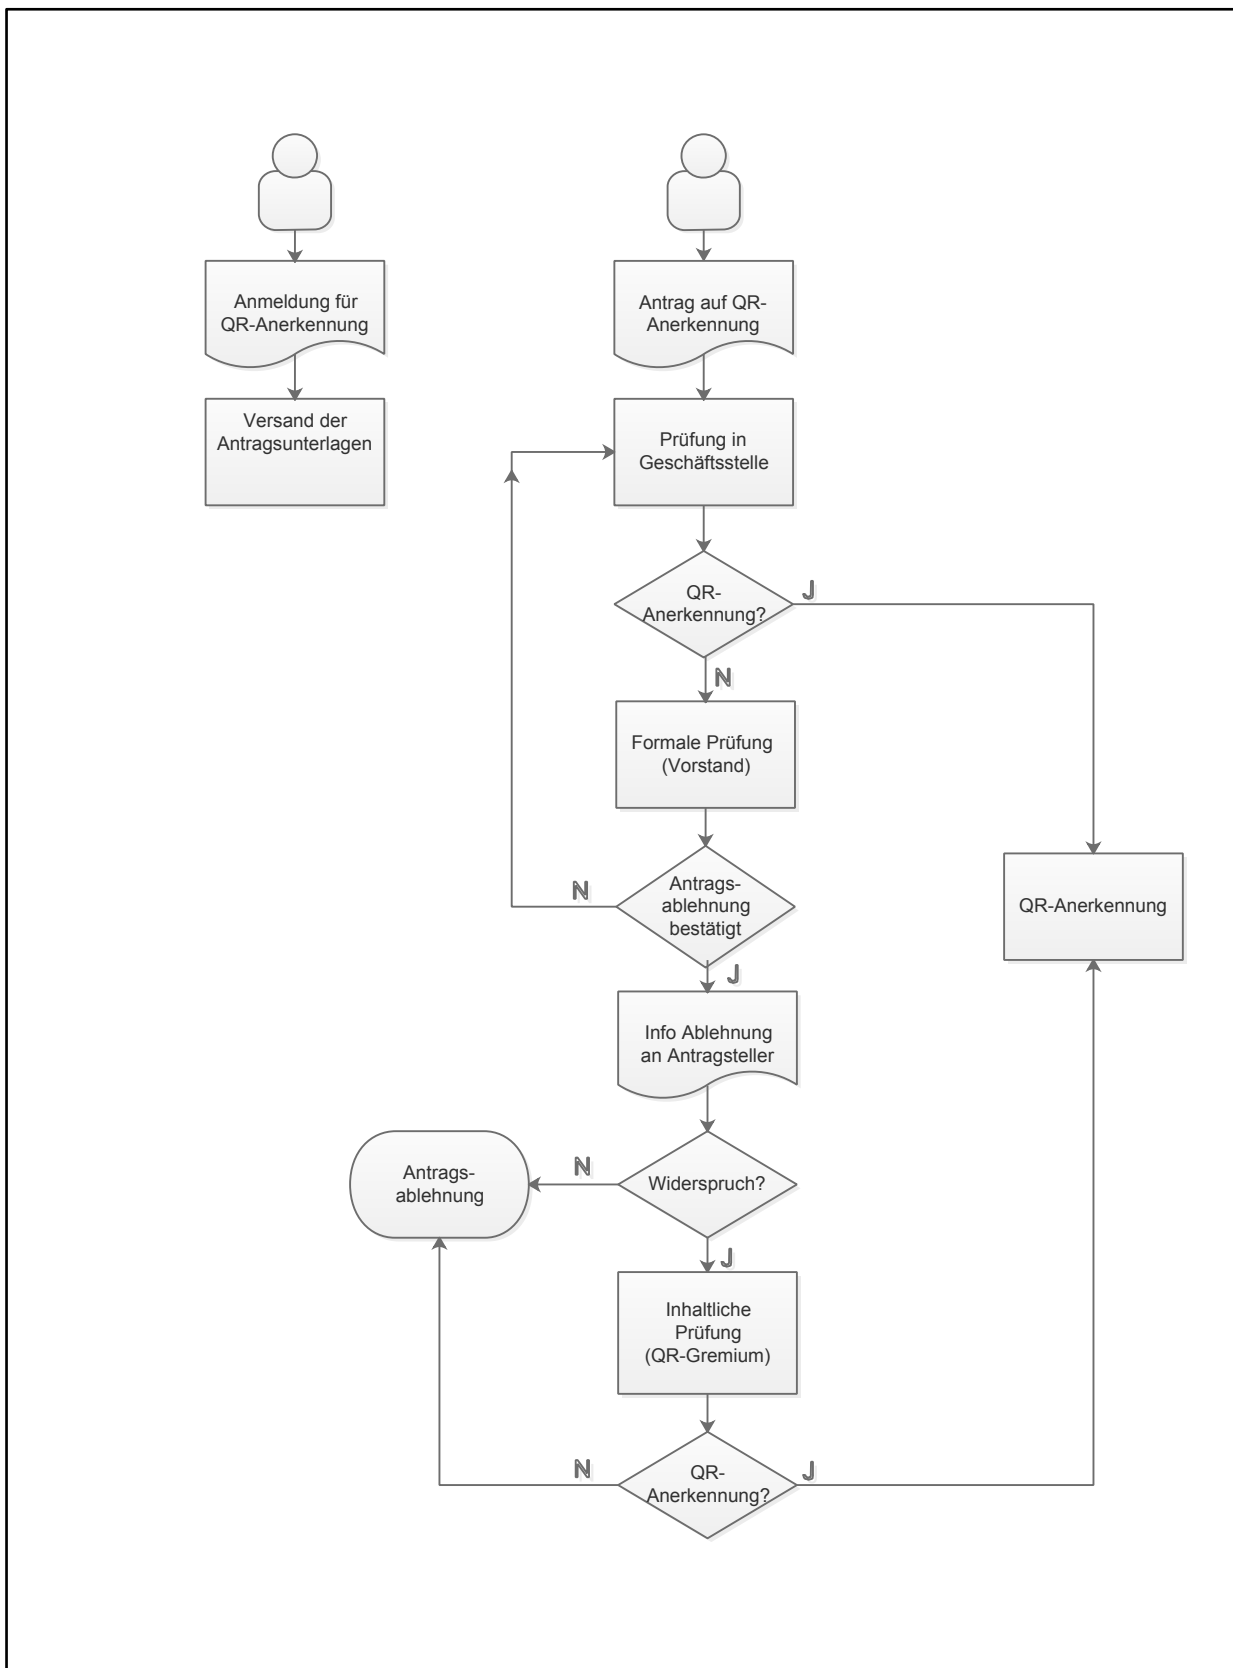 Anmeldung für
QR-Anerkennung
Versand der
Antragsunterlagen
Antrag auf QR-
Anerkennung
Prüfung in
Geschäftsstelle
QR-
Anerkennung?
J
N
Formale Prüfung
(Vorstand)
Antrags-
ablehnung
bestätigt
N
J
QR-Anerkennung
Info Ablehnung
an Antragsteller
Widerspruch?
N
Antrags-
ablehnung
J
Inhaltliche
Prüfung
(QR-Gremium)
QR-
Anerkennung?
N
J